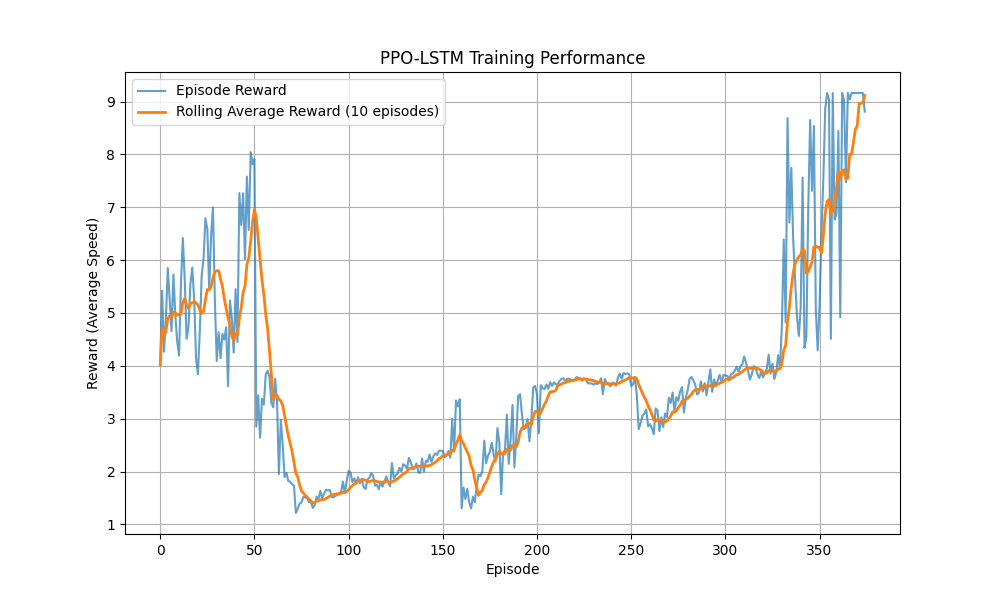 PPO-LSTM Training Performance
Episode Reward
Rolling Average Reward (10 episodes)
Reward (Average Speed)
9
8
7
6
5
4
3
2
1
0 50 100 150 200 250 300 350
Episode